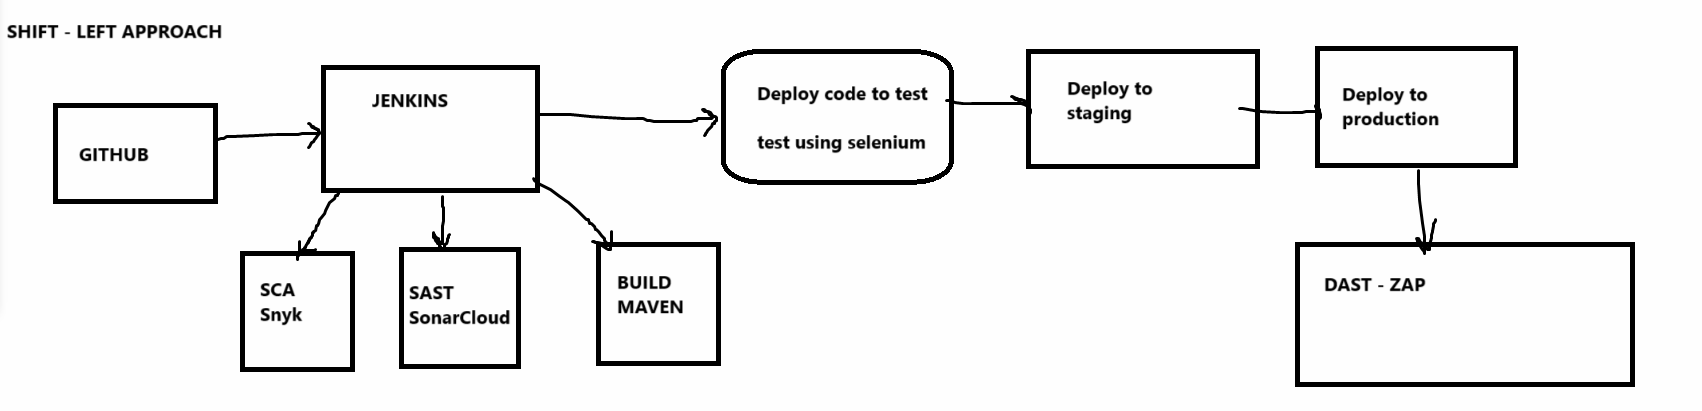 SHIFT - LEFT APPROACH
GITHUB
JENKINS
SCA
Snyk
SAST
SonarCloud
BUILD
MAVEN
Deploy code to test
test using selenium
Deploy to
staging
Deploy to
production
DAST - ZAP